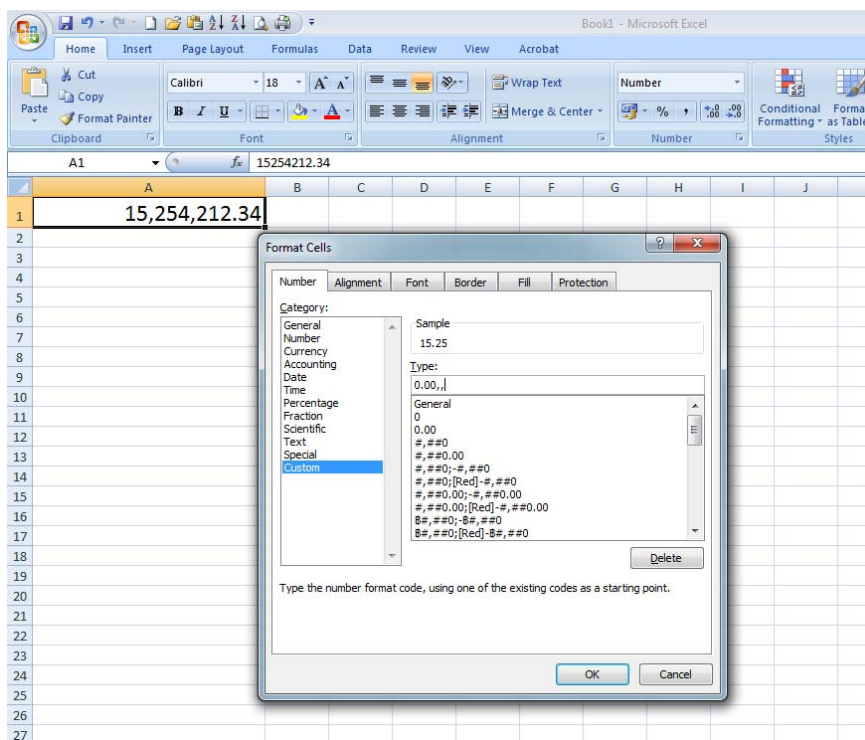 Book1 - Microsoft Excel
Home Insert Page Layout Formulas Data Review View Acrobat
Paste
Cut
Copy
Format Painter
Clipboard
Calibri 18 A A
B I U A
Font
Wrap Text
Merge & Center
Alignment
Number
% , .0 .00 .00 .0
Number
Conditional Formatting
Forma
as Table
Styles
A1 fx 15254212.34
A B C D E F G H I J
1 15,254,212.34
2
3
4
5
6
7
8
9
10
11
12
13
14
15
16
17
18
19
20
21
22
23
24
25
26
27
Format Cells ? X
Number Alignment Font Border Fill Protection
Category:
General
Number
Currency
Accounting
Date
Time
Percentage
Fraction
Scientific
Text
Special
Custom
Sample
15.25
Type:
0.00,,
General
0
0.00
#,##0
#,##0.00
#,##0;-#,##0
#,##0;[Red]-#,##0
#,##0.00;-#,##0.00
#,##0.00;[Red]-#,##0.00
B#,##0;-B#,##0
B#,##0;[Red]-B#,##0
Delete
Type the number format code, using one of the existing codes as a starting point.
OK Cancel